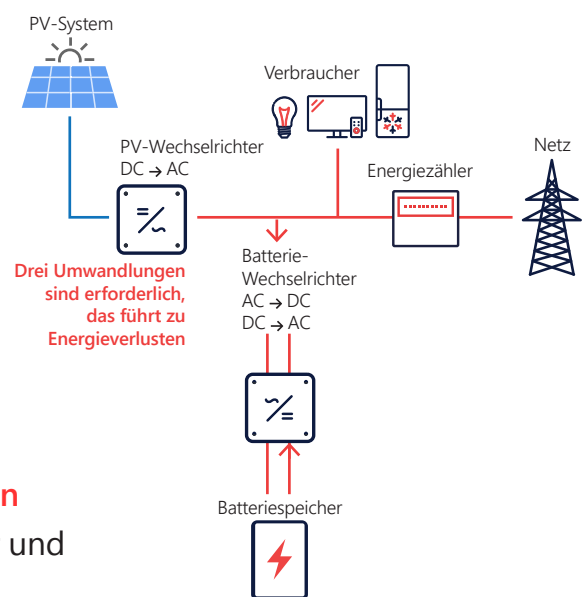 PV-System
Verbraucher
PV-Wechselrichter
DC → AC
Energiezähler
Netz
Drei Umwandlungen
sind erforderlich,
das führt zu
Energieverlusten
Batterie-
Wechselrichter
AC → DC
DC → AC
Batteriespeicher
n
und